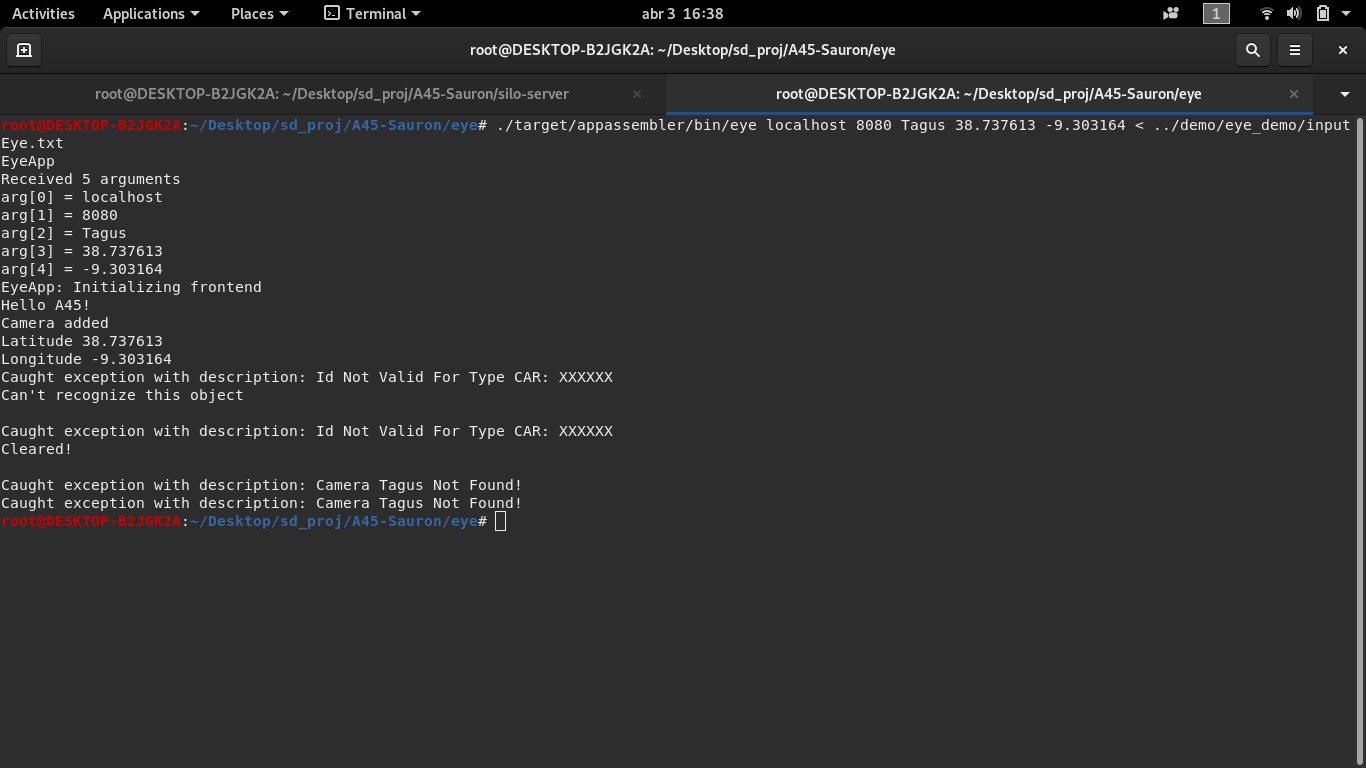 Activities Applications Places Terminal abr 3 16:38 1
root@DESKTOP-B2JGK2A: ~/Desktop/sd_proj/A45-Sauron/eye
root@DESKTOP-B2JGK2A: ~/Desktop/sd_proj/A45-Sauron/silo-server root@DESKTOP-B2JGK2A: ~/Desktop/sd_proj/A45-Sauron/eye
root@DESKTOP-B2JGK2A:~/Desktop/sd_proj/A45-Sauron/eye# ./target/appassembler/bin/eye localhost 8080 Tagus 38.737613 -9.303164 < ../demo/eye_demo/input
Eye.txt
EyeApp
Received 5 arguments
arg[0] = localhost
arg[1] = 8080
arg[2] = Tagus
arg[3] = 38.737613
arg[4] = -9.303164
EyeApp: Initializing frontend
Hello A45!
Camera added
Latitude 38.737613
Longitude -9.303164
Caught exception with description: Id Not Valid For Type CAR: XXXXXX
Can't recognize this object
Caught exception with description: Id Not Valid For Type CAR: XXXXXX
Cleared!
Caught exception with description: Camera Tagus Not Found!
Caught exception with description: Camera Tagus Not Found!
root@DESKTOP-B2JGK2A:~/Desktop/sd_proj/A45-Sauron/eye#